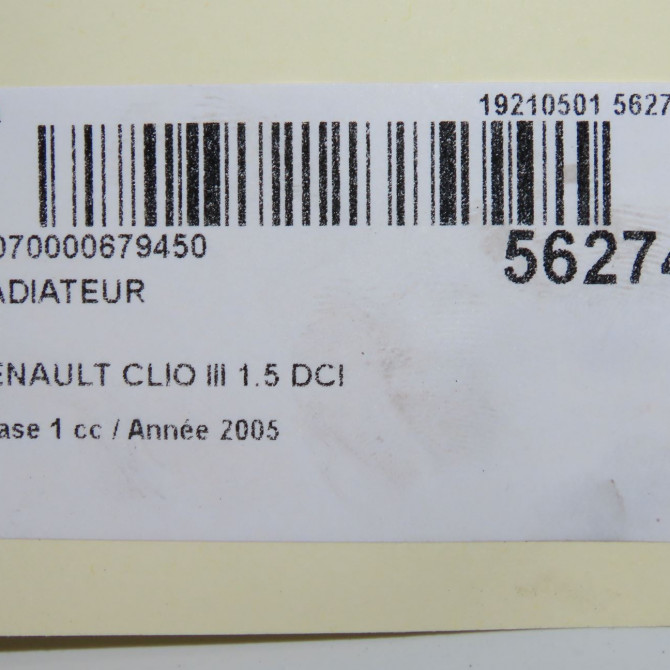 19210501 5627
070000679450
56274
ADIATEUR
ENAULT CLIO III 1.5 DCI
ase 1 cc / Année 2005